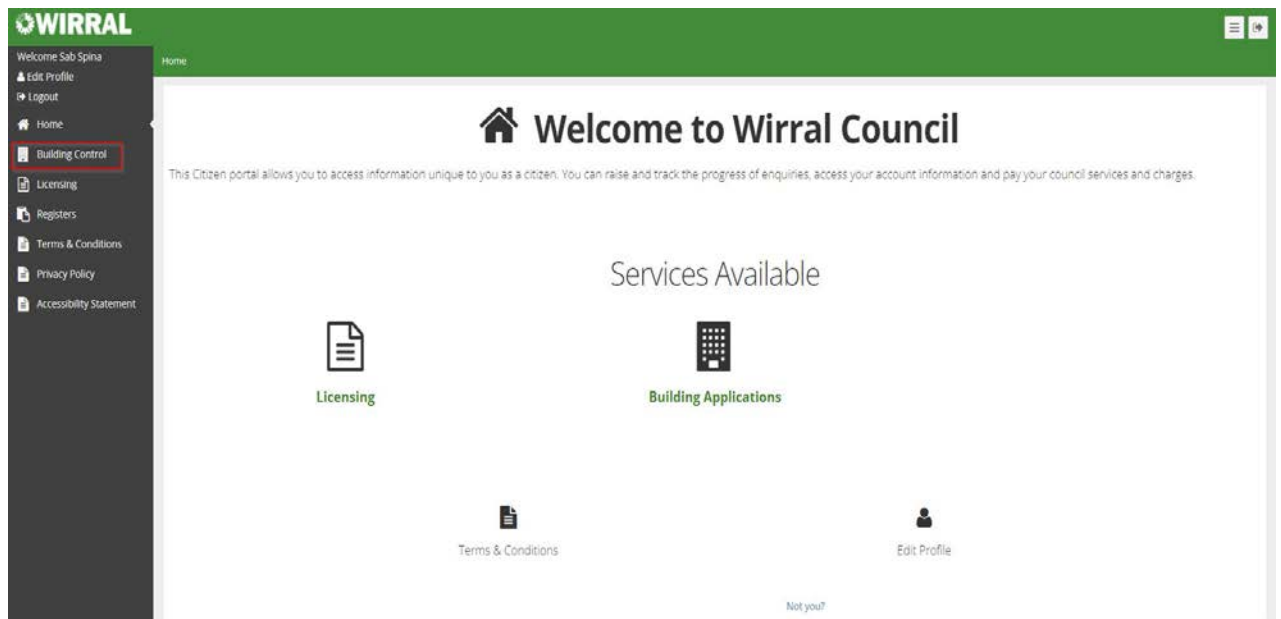 WIRRAL
Welcome Sab Spina
Edit Profile
Logout
Home
Building Control
Licensing
Registers
Terms & Conditions
Privacy Policy
Accessibility Statement
Home
Welcome to Wirral Council
This Citizen portal allows you to access information unique to you as a citizen. You can raise and track the progress of enquiries, access your account information and pay your council services and charges.
Services Available
Licensing
Building Applications
Terms & Conditions
Edit Profile
Not you?